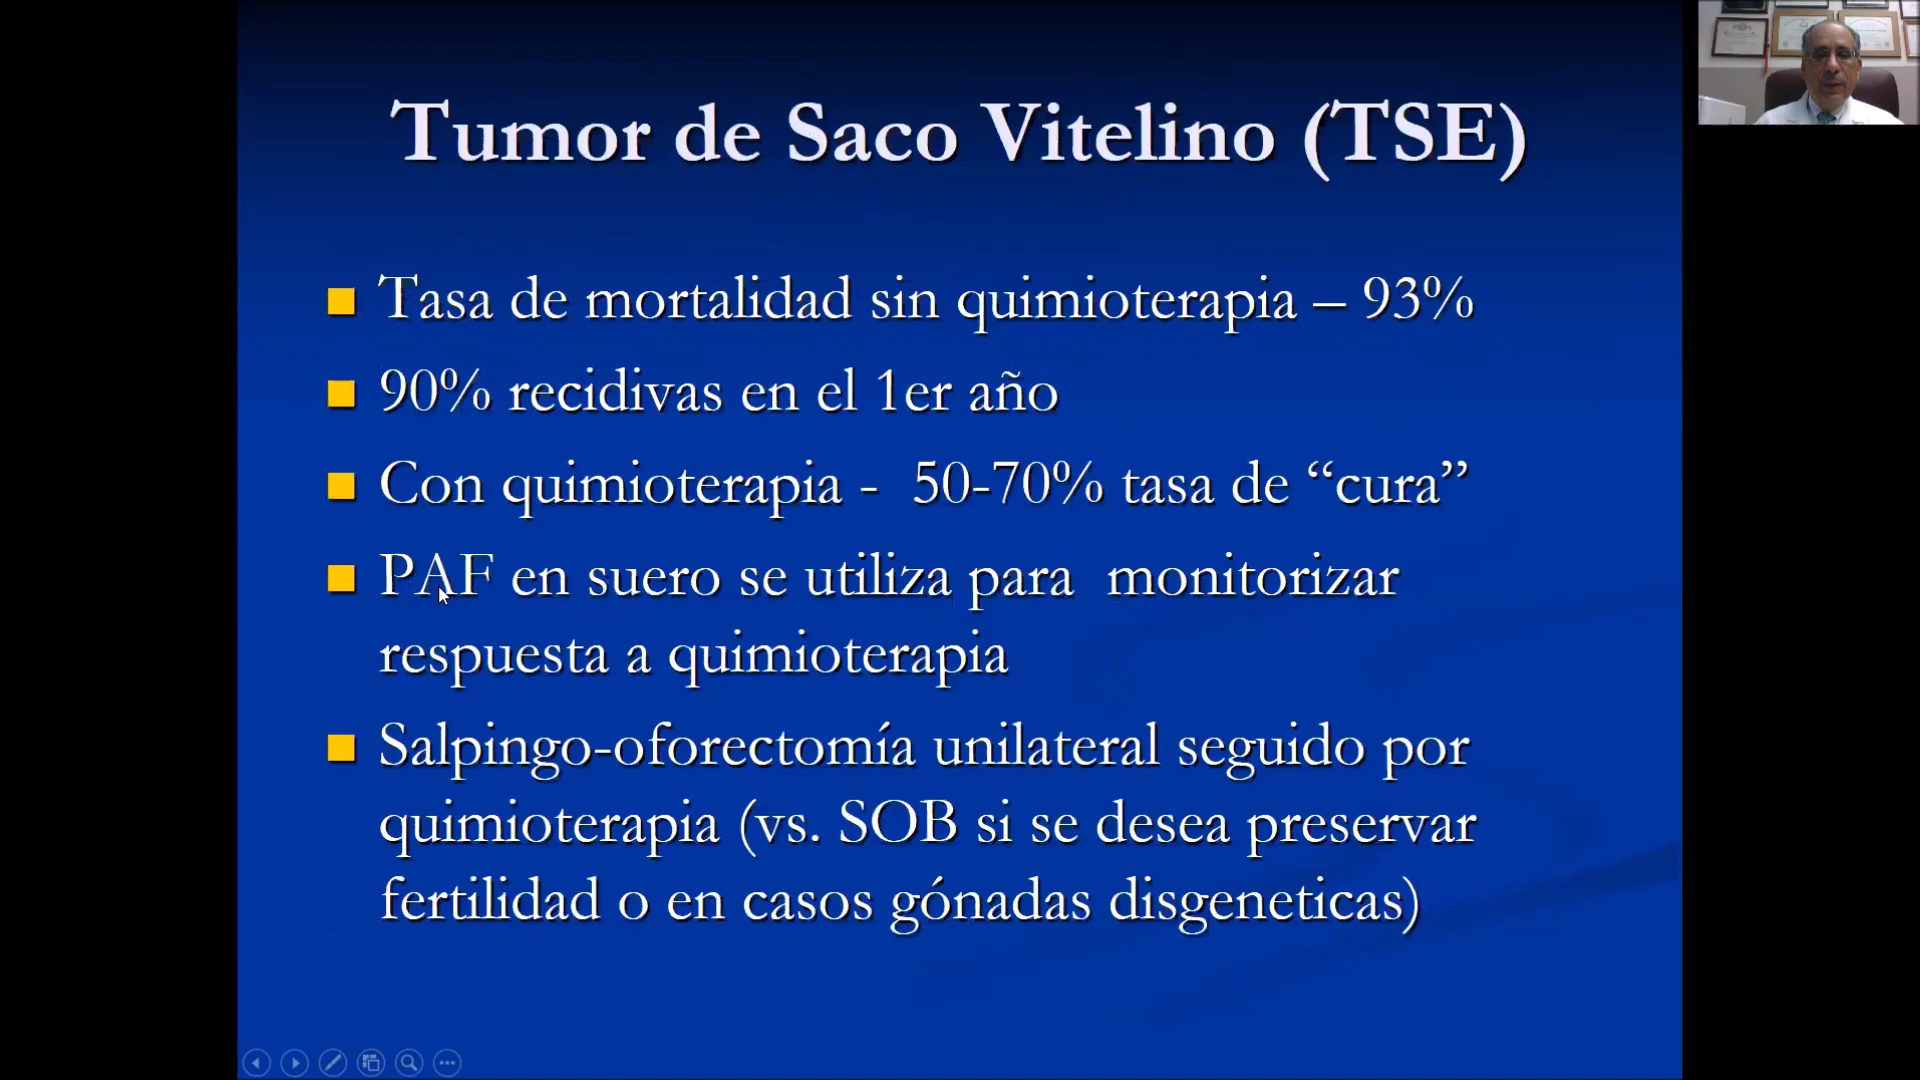 Tumor de Saco Vitelino (TSE)
Tasa de mortalidad sin quimioterapia – 93%
90% recidivas en el 1er año
Con quimioterapia - 50-70% tasa de “cura”
PAF en suero se utiliza para monitorizar
respuesta a quimioterapia
Salpingo-oforectomía unilateral seguido por
quimioterapia (vs. SOB si se desea preservar
fertilidad o en casos gónadas disgeneticas)